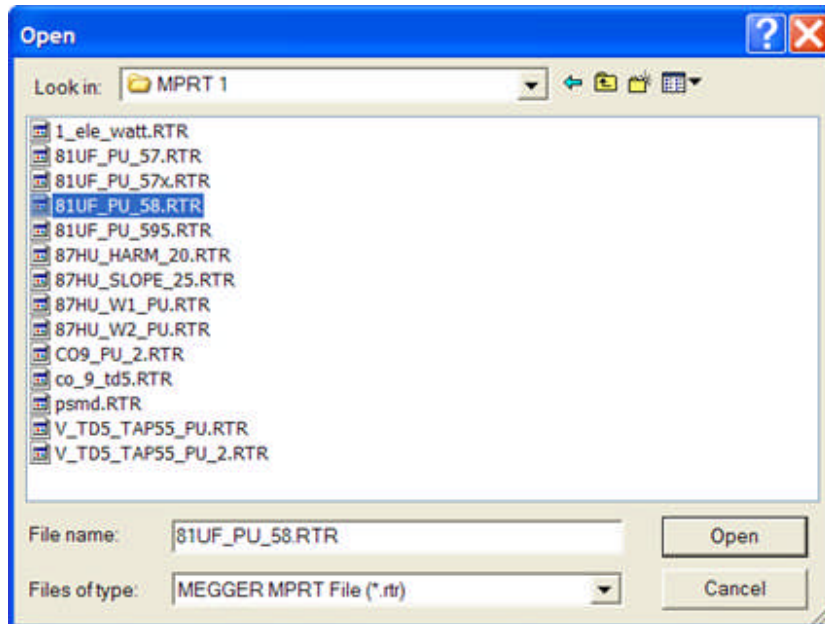 Open
Look in: MPRT 1
1_ele_watt.RTR
81UF_PU_57.RTR
81UF_PU_57x.RTR
81UF_PU_58.RTR
81UF_PU_595.RTR
87HU_HARM_20.RTR
87HU_SLOPE_25.RTR
87HU_W1_PU.RTR
87HU_W2_PU.RTR
CO9_PU_2.RTR
co_9_td5.RTR
psmd.RTR
V_TD5_TAP55_PU.RTR
V_TD5_TAP55_PU_2.RTR
File name: 81UF_PU_58.RTR Open
Files of type: MEGGER MPRT File (*.rtr) Cancel